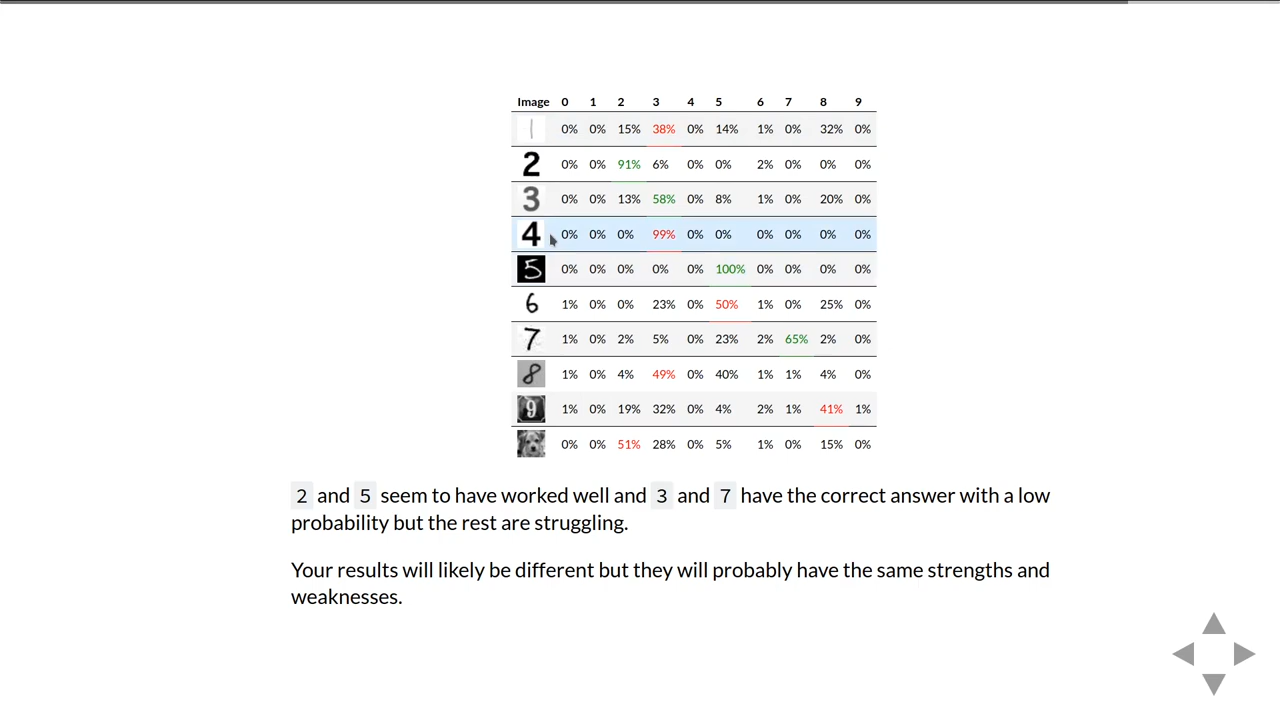 Image 0 1 2 3 4 5 6 7 8 9
1 0% 0% 15% 38% 0% 14% 1% 0% 32% 0%
2 0% 0% 91% 6% 0% 0% 2% 0% 0% 0%
3 0% 0% 13% 58% 0% 8% 1% 0% 20% 0%
4 0% 0% 0% 99% 0% 0% 0% 0% 0% 0%
5 0% 0% 0% 0% 0% 100% 0% 0% 0% 0%
6 1% 0% 0% 23% 0% 50% 1% 0% 25% 0%
7 1% 0% 2% 5% 0% 23% 2% 65% 2% 0%
8 1% 0% 4% 49% 0% 40% 1% 1% 4% 0%
9 1% 0% 19% 32% 0% 4% 2% 1% 41% 1%
0% 0% 51% 28% 0% 5% 1% 0% 15% 0%
2 and 5 seem to have worked well and 3 and 7 have the correct answer with a low
probability but the rest are struggling.
Your results will likely be different but they will probably have the same strengths and
weaknesses.